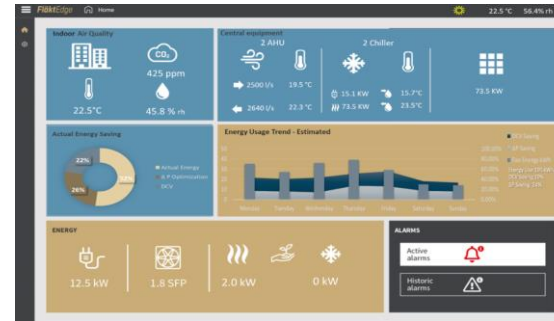 FläktEdge Home 22.5 °C 56.4% rh
Indoor Air Quality
CO₂
425 ppm
22.5°C
45.8 % rh
Central equipment
2 AHU
2 Chiller
2500 l/s 19.5 °C
2640 l/s 22.3 °C
15.1 KW 15.7°C
73.5 KW 23.5°C
73.5 KW
Actual Energy Saving
22%
26%
Actual Energy
DCV
Energy Usage Trend - Estimated
Monday Tuesday Wednesday Thursday Friday Saturday Sunday
ENERGY
12.5 kW
1.8 SFP
2.0 kW
0 kW
ALARMS
Active
alarms
Historic
alarms